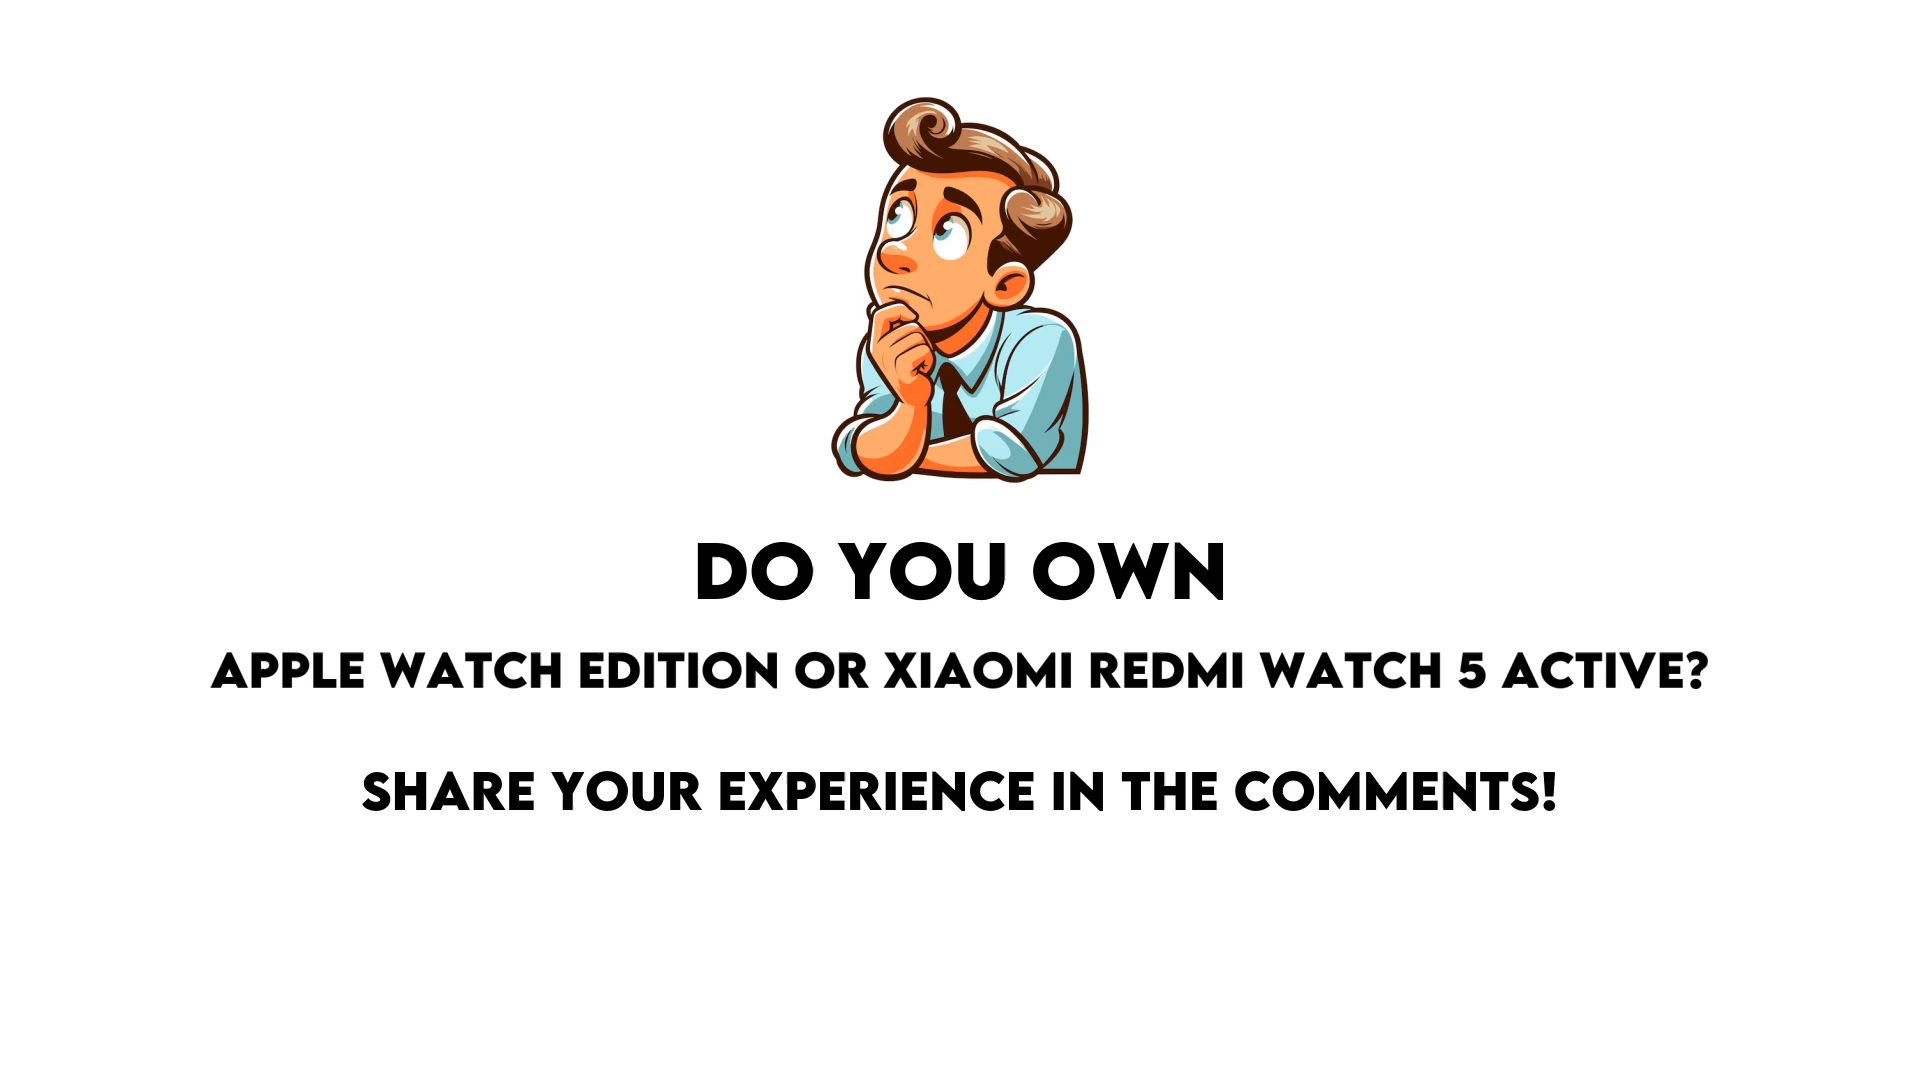 DO YOU OWN
APPLE WATCH EDITION OR XIAOMI REDMI WATCH 5 ACTIVE?
SHARE YOUR EXPERIENCE IN THE COMMENTS!